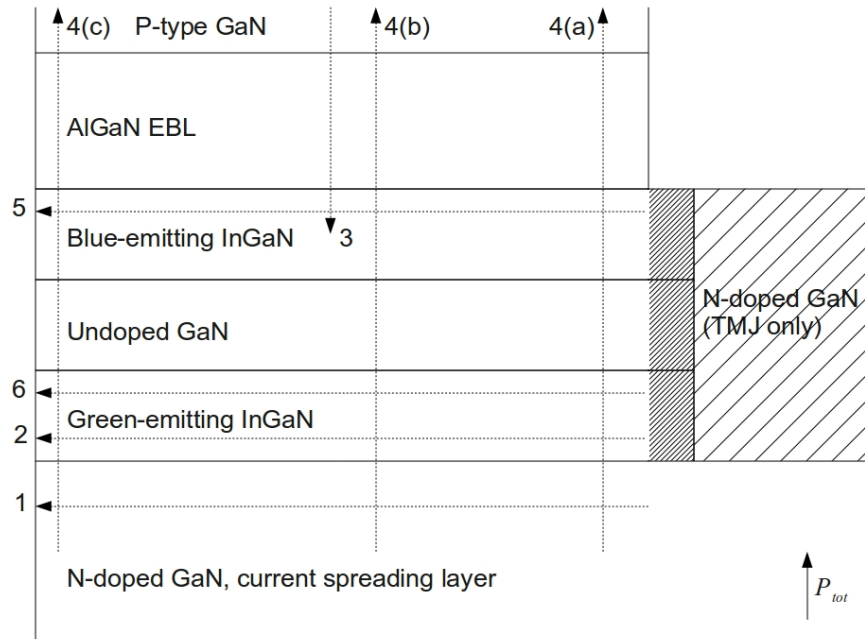 4(c) P-type GaN 4(b) 4(a)
AlGaN EBL
5
Blue-emitting InGaN 3
N-doped GaN
(TMJ only)
Undoped GaN
6
Green-emitting InGaN
2
1
N-doped GaN, current spreading layer
P_tot